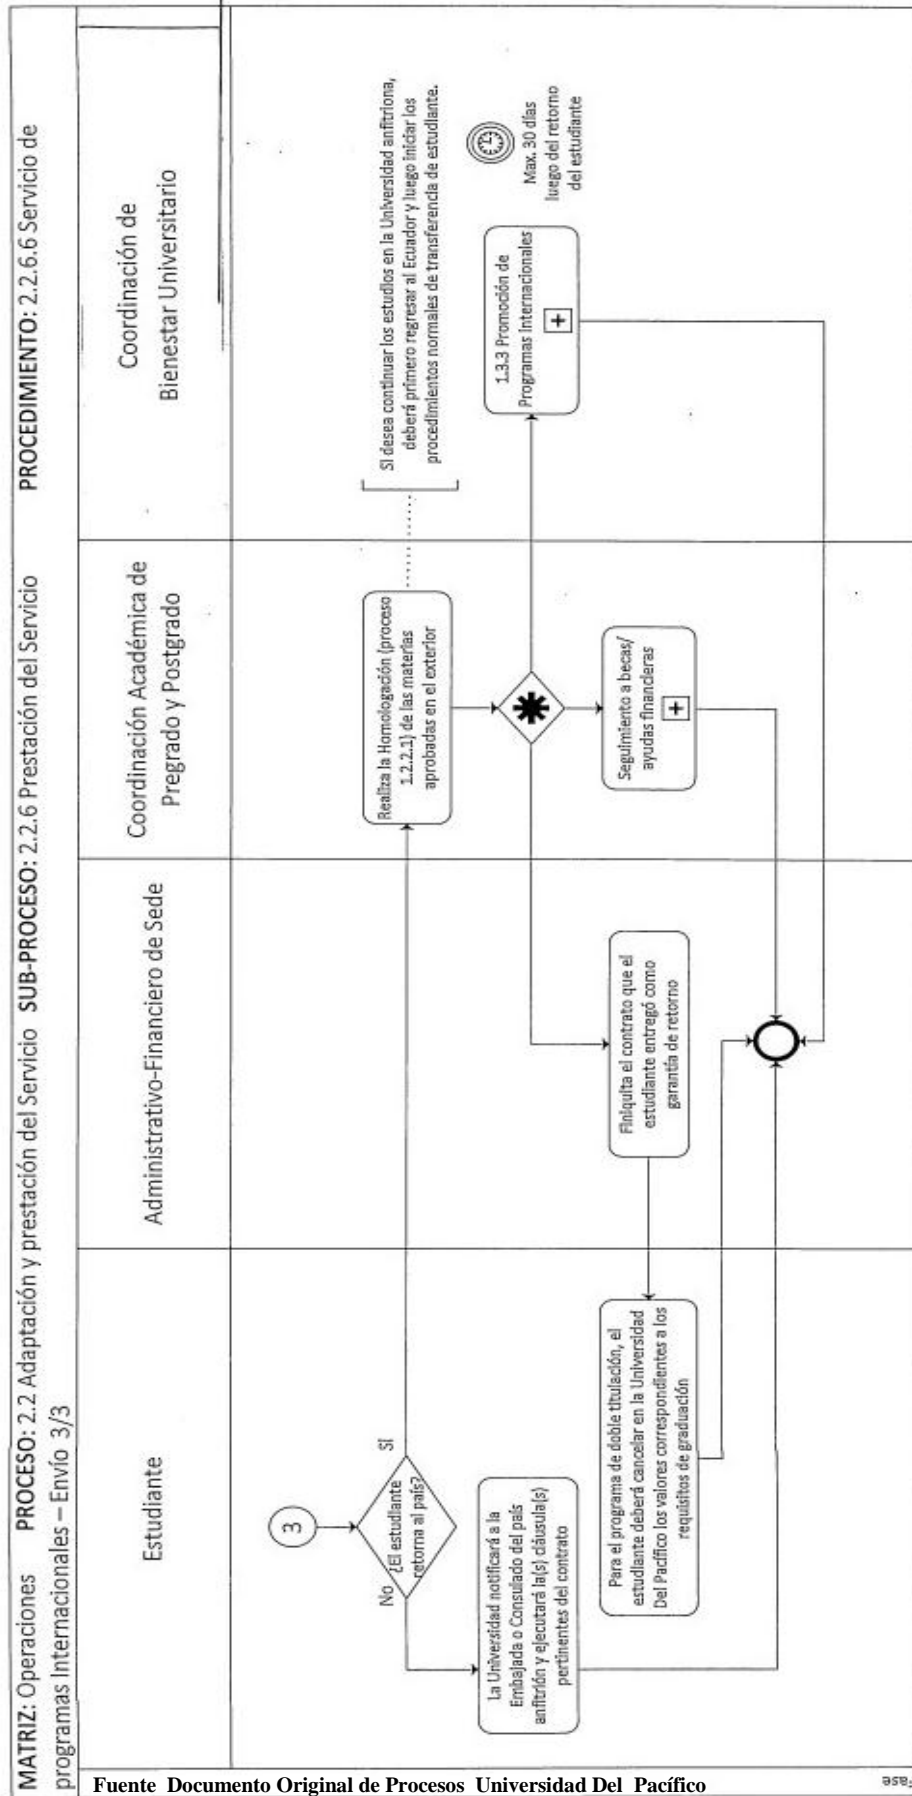 MATRIZ: Operaciones PROCESO: 2.2 Adaptación y prestación del Servicio SUB-PROCESO: 2.2.6 Prestación del Servicio PROCEDIMIENTO: 2.2.6.6 Servicio de
programas Internacionales – Envío 3/3
Estudiante
Administrativo-Financiero de Sede
Coordinación Académica de
Pregrado y Postgrado
Coordinación de
Bienestar Universitario
3
¿El estudiante
retorna al país?
No
Sí
La Universidad notificará a la
Embajada o Consulado del país
anfitrión y ejecutará la(s) cláusula(s)
pertinentes del contrato
Realiza la Homologación (proceso
1.2.2.1) de las materias
aprobadas en el exterior
Si desea continuar los estudios en la Universidad anfitriona,
deberá primero regresar al Ecuador y luego iniciar los
procedimientos normales de transferencia de estudiante.
1.3.3 Promoción de
Programas Internacionales
Max. 30 días
luego del retorno
del estudiante
Seguimiento a becas/
ayudas financieras
Finiquita el contrato que el
estudiante entregó como
garantía de retorno
Para el programa de doble titulación, el
estudiante deberá cancelar en la Universidad
Del Pacífico los valores correspondientes a los
requisitos de graduación
Fase
Fuente Documento Original de Procesos Universidad Del Pacífico